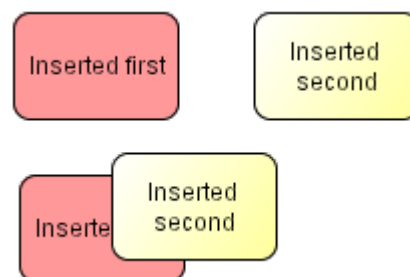 Inserted first
Inserted
second
Inserte
Inserted
second